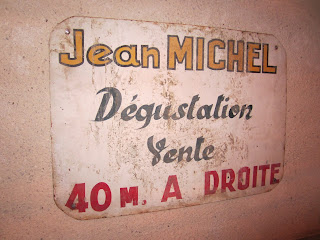 Jean MICHEL
Dégustation
Vente
40 M. A DROITE